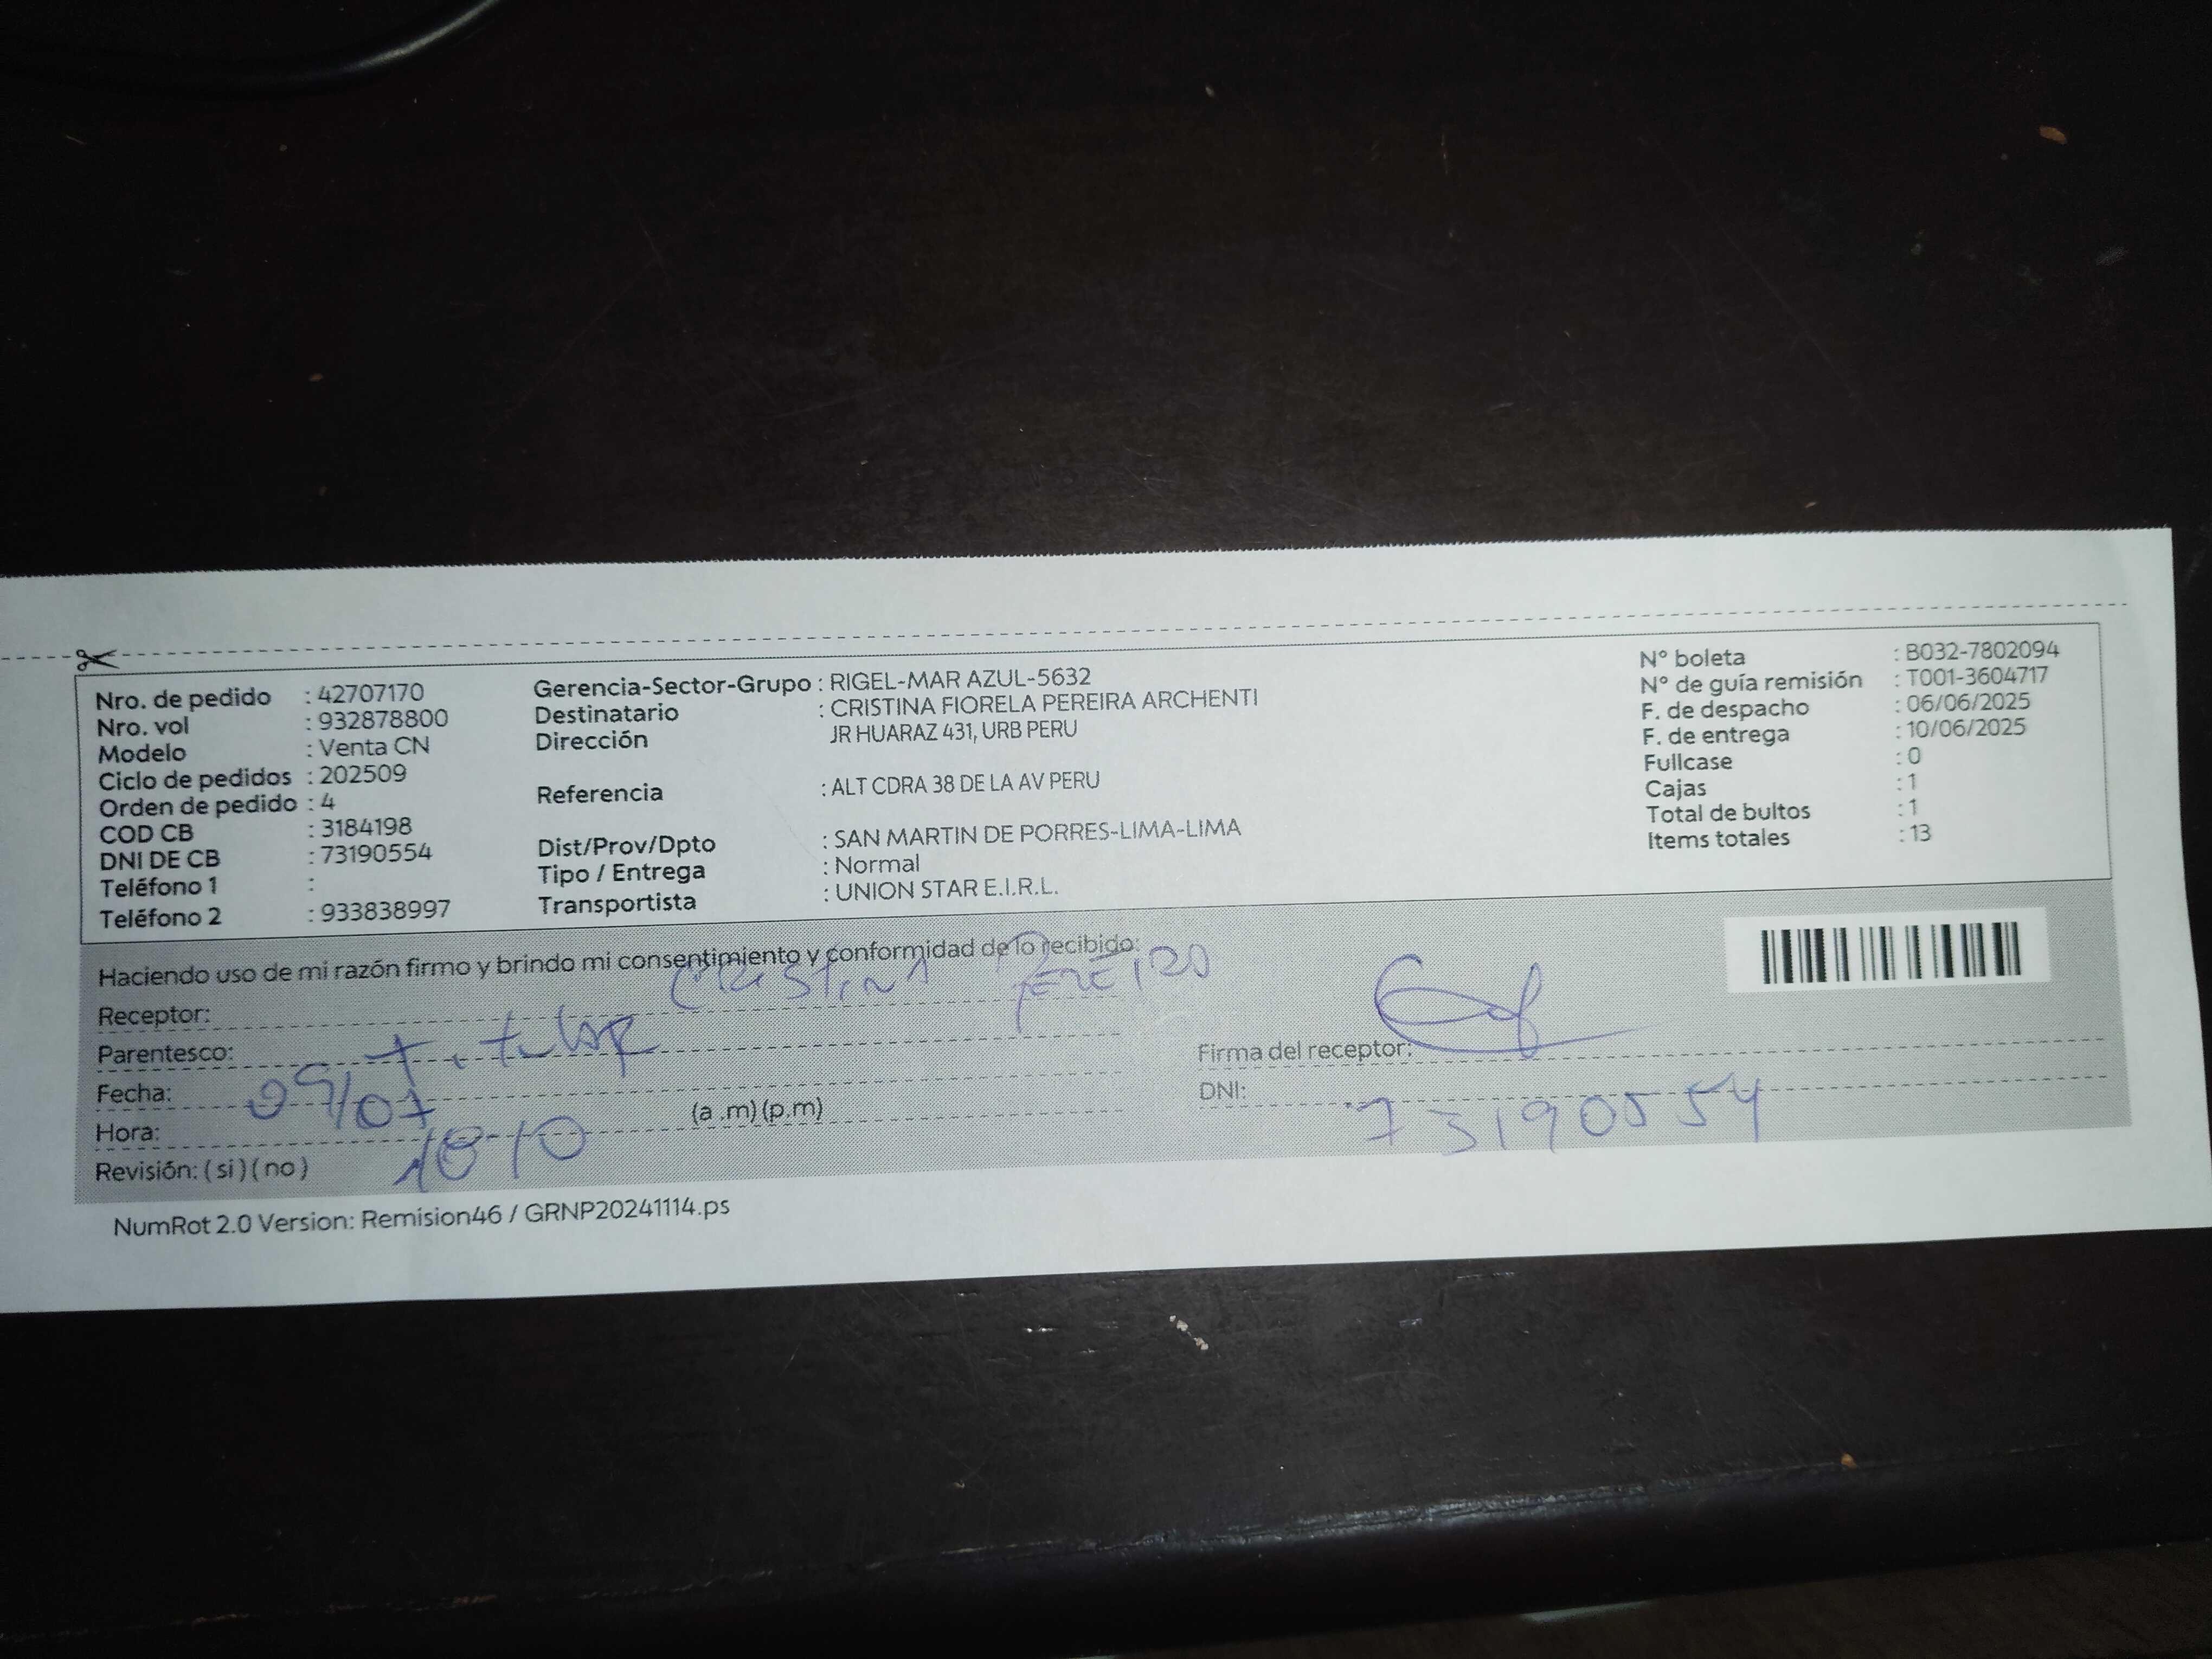 Nro. de pedido : 42707170
Nro. vol : 932878800
Modelo : Venta CN
Ciclo de pedidos : 202509
Orden de pedido : 4
COD CB : 3184198
DNI DE CB : 73190554
Teléfono 1 :
Teléfono 2 : 933838997
Gerencia-Sector-Grupo : RIGEL-MAR AZUL-5632
Destinatario : CRISTINA FIORELA PEREIRA ARCHENTI
Dirección JR HUARAZ 431, URB PERU
Referencia : ALT CDRA 38 DE LA AV PERU
Dist/Prov/Dpto : SAN MARTIN DE PORRES-LIMA-LIMA
Tipo / Entrega : Normal
Transportista : UNION STAR E.I.R.L.
N° boleta : B032-7802094
N° de guía remisión : T001-3604717
F. de despacho : 06/06/2025
F. de entrega : 10/06/2025
Fullcase : 0
Cajas : 1
Total de bultos : 1
Items totales : 13
Haciendo uso de mi razón firmo y brindo mi consentimiento y conformidad de lo recibido:
Receptor: CRISTINA
Parentesco:
Fecha: 09/07
Hora: (a .m) (p.m)
Revisión: ( si ) ( no )
Firma del receptor:
DNI: 73190554
NumRot 2.0 Version: Remision46 / GRNP20241114.ps